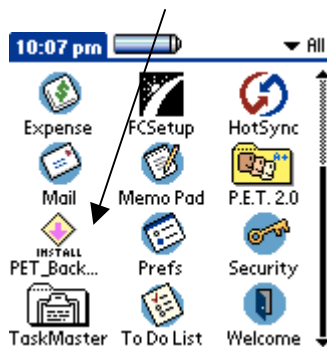 10:07 pm All
Expense FCSetup HotSync
A+
Mail Memo Pad P.E.T. 2.0
INSTALL
PET_Back... Prefs Security
TaskMaster To Do List Welcome